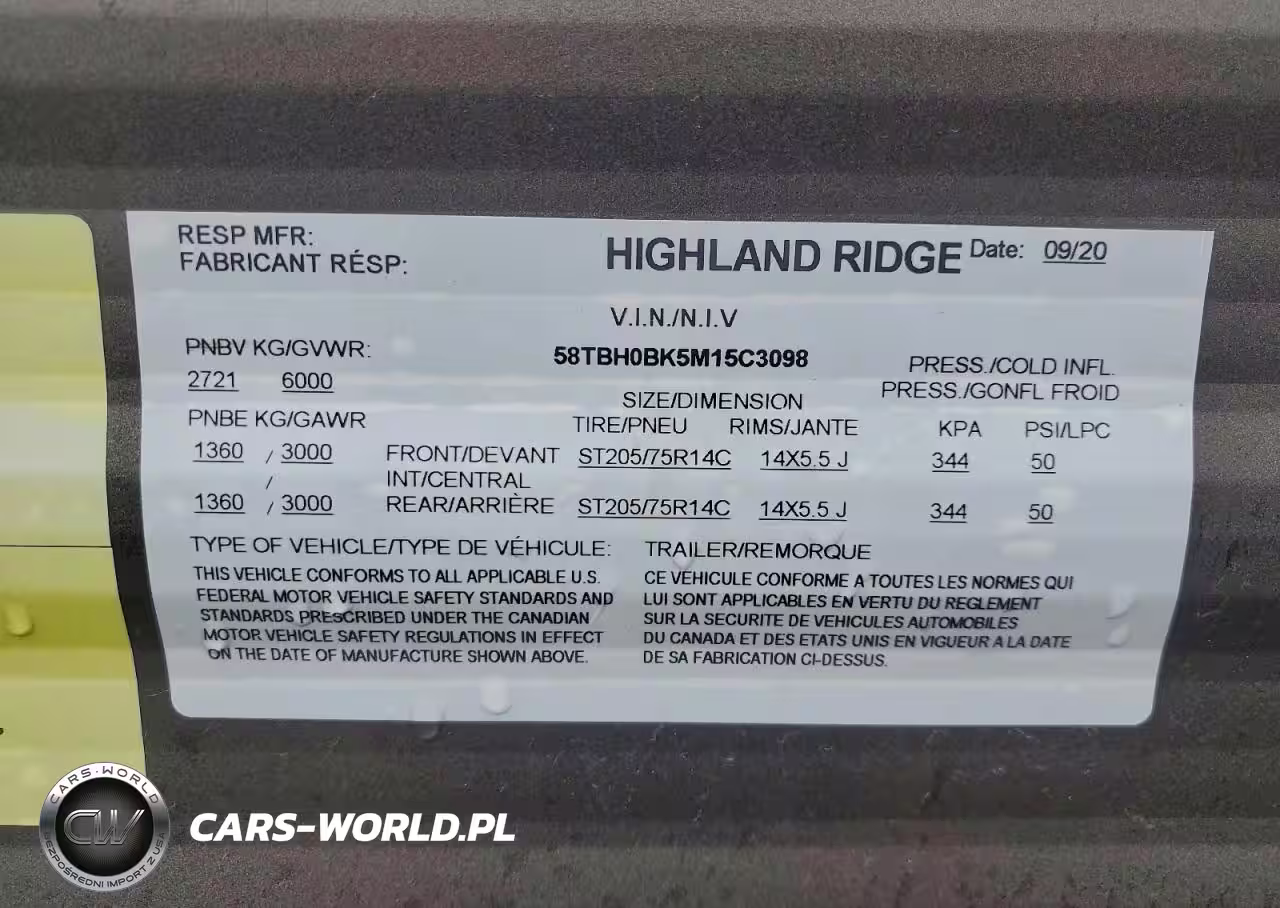 RESP MFR:
FABRICANT RÉSP:
HIGHLAND RIDGE Date: 09/20
V.I.N./N.I.V
PNBV KG/GVWR:
58TBH0BK5M15C3098
2721 6000
PRESS./COLD INFL.
PRESS./GONFL FROID
SIZE/DIMENSION
PNBE KG/GAWR
TIRE/PNEU RIMS/JANTE KPA PSI/LPC
1360 / 3000 FRONT/DEVANT ST205/75R14C 14X5.5 J 344 50
/ INT/CENTRAL
1360 / 3000 REAR/ARRIÈRE ST205/75R14C 14X5.5 J 344 50
TYPE OF VEHICLE/TYPE DE VÉHICULE: TRAILER/REMORQUE
THIS VEHICLE CONFORMS TO ALL APPLICABLE U.S.
FEDERAL MOTOR VEHICLE SAFETY STANDARDS AND
STANDARDS PRESCRIBED UNDER THE CANADIAN
MOTOR VEHICLE SAFETY REGULATIONS IN EFFECT
ON THE DATE OF MANUFACTURE SHOWN ABOVE.
CE VEHICULE CONFORME A TOUTES LES NORMES QUI
LUI SONT APPLICABLES EN VERTU DU REGLEMENT
SUR LA SECURITE DE VEHICULES AUTOMOBILES
DU CANADA ET DES ETATS UNIS EN VIGUEUR A LA DATE
DE SA FABRICATION CI-DESSUS.
CARS-WORLD
CW
BEZPOŚREDNI IMPORT Z USA
CARS-WORLD.PL